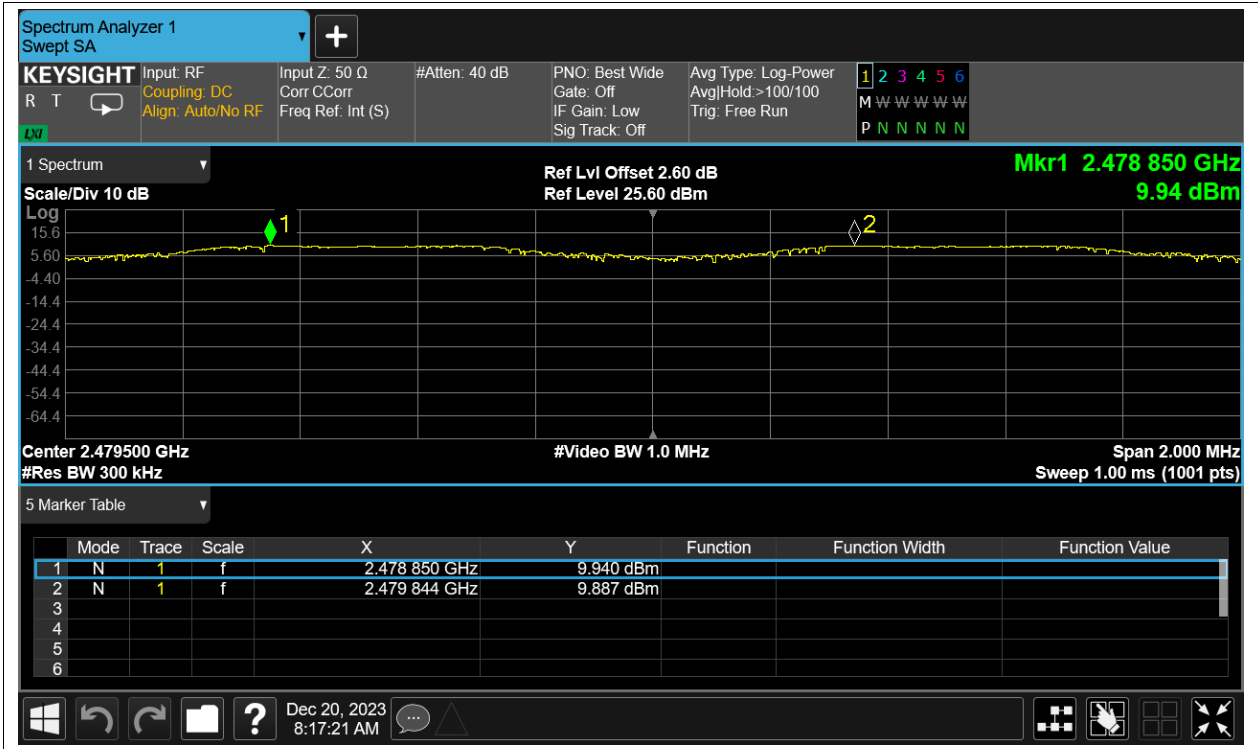 Spectrum Analyzer 1
Swept SA
+
KEYSIGHT Input: RF Input Z: 50 Ω #Atten: 40 dB PNO: Best Wide Avg Type: Log-Power 1 2 3 4 5 6
R T Coupling: DC Corr CCorr Gate: Off Avg|Hold:>100/100 M W W W W W
Align: Auto/No RF Freq Ref: Int (S) IF Gain: Low Trig: Free Run
LXI Sig Track: Off P N N N N N
1 Spectrum Ref Lvl Offset 2.60 dB Mkr1 2.478 850 GHz
Scale/Div 10 dB Ref Level 25.60 dBm 9.94 dBm
Log
1 2
15.6
5.60
-4.40
-14.4
-24.4
-34.4
-44.4
-54.4
-64.4
Center 2.479500 GHz #Video BW 1.0 MHz Span 2.000 MHz
#Res BW 300 kHz Sweep 1.00 ms (1001 pts)
5 Marker Table
Mode Trace Scale X Y Function Function Width Function Value
1 N 1 f 2.478 850 GHz 9.940 dBm
2 N 1 f 2.479 844 GHz 9.887 dBm
3
4
5
6
? Dec 20, 2023
8:17:21 AM